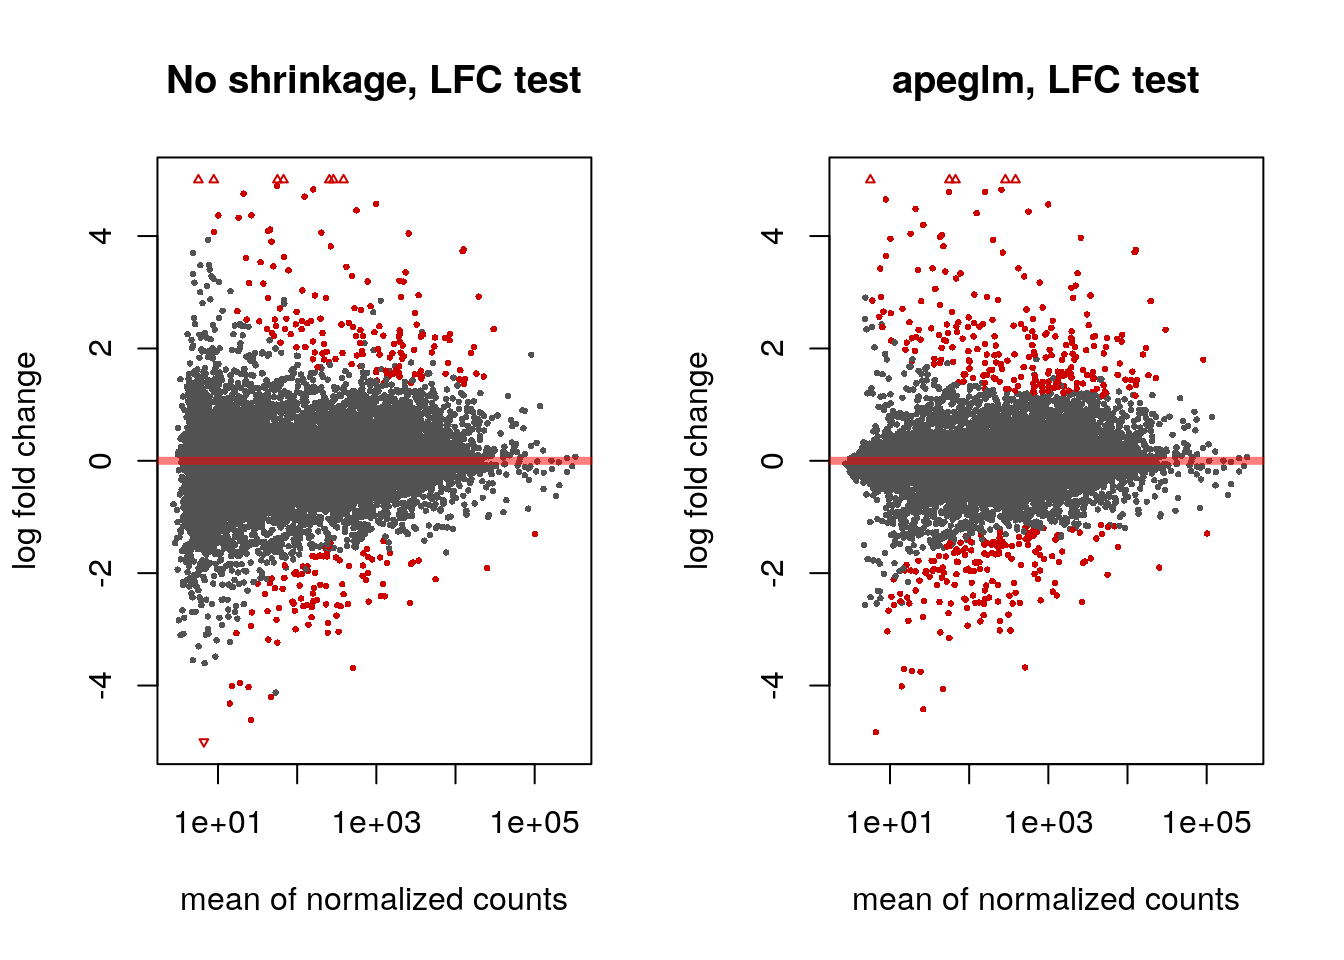 No shrinkage, LFC test
apeglm, LFC test
log fold change
4
2
0
-2
-4
1e+01
1e+03
1e+05
mean of normalized counts
log fold change
4
2
0
-2
-4
1e+01
1e+03
1e+05
mean of normalized counts